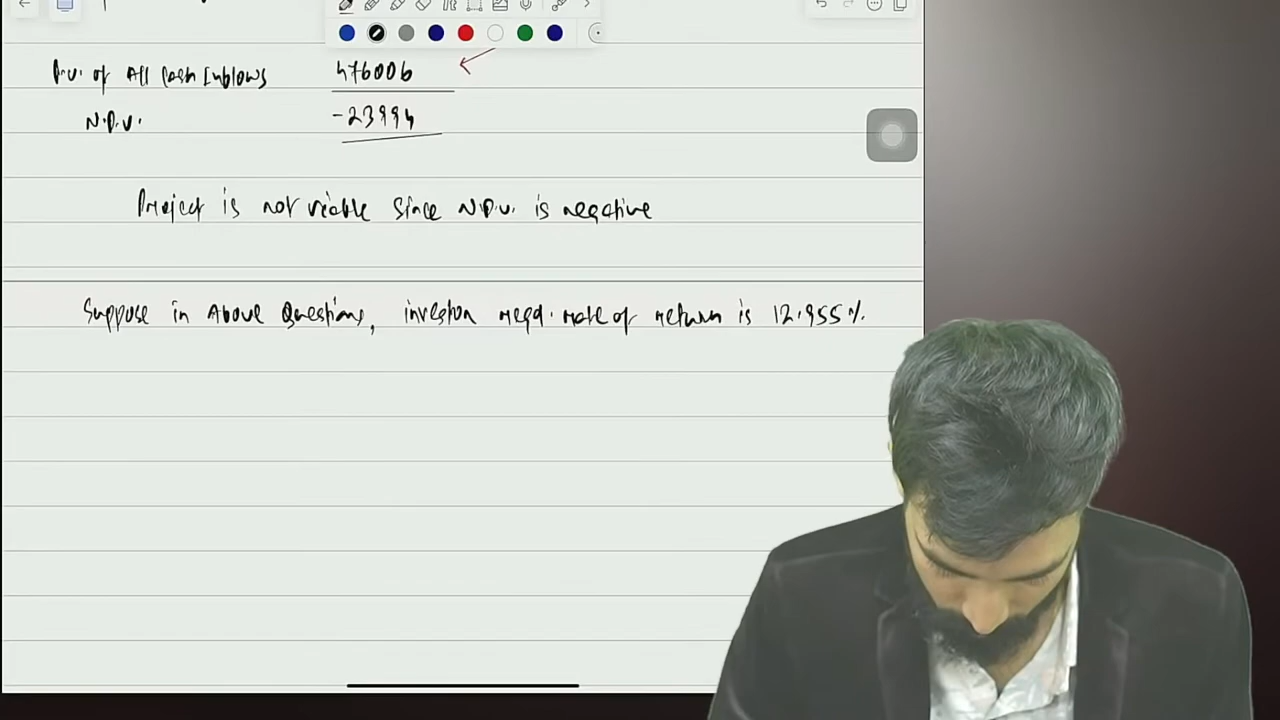 P.V. of All Cash Inflows 476006
N.P.V. -23994
Project is not viable since N.P.V. is negative
Suppose in Above Questions, investor reqd. rate of return is 12.955%.